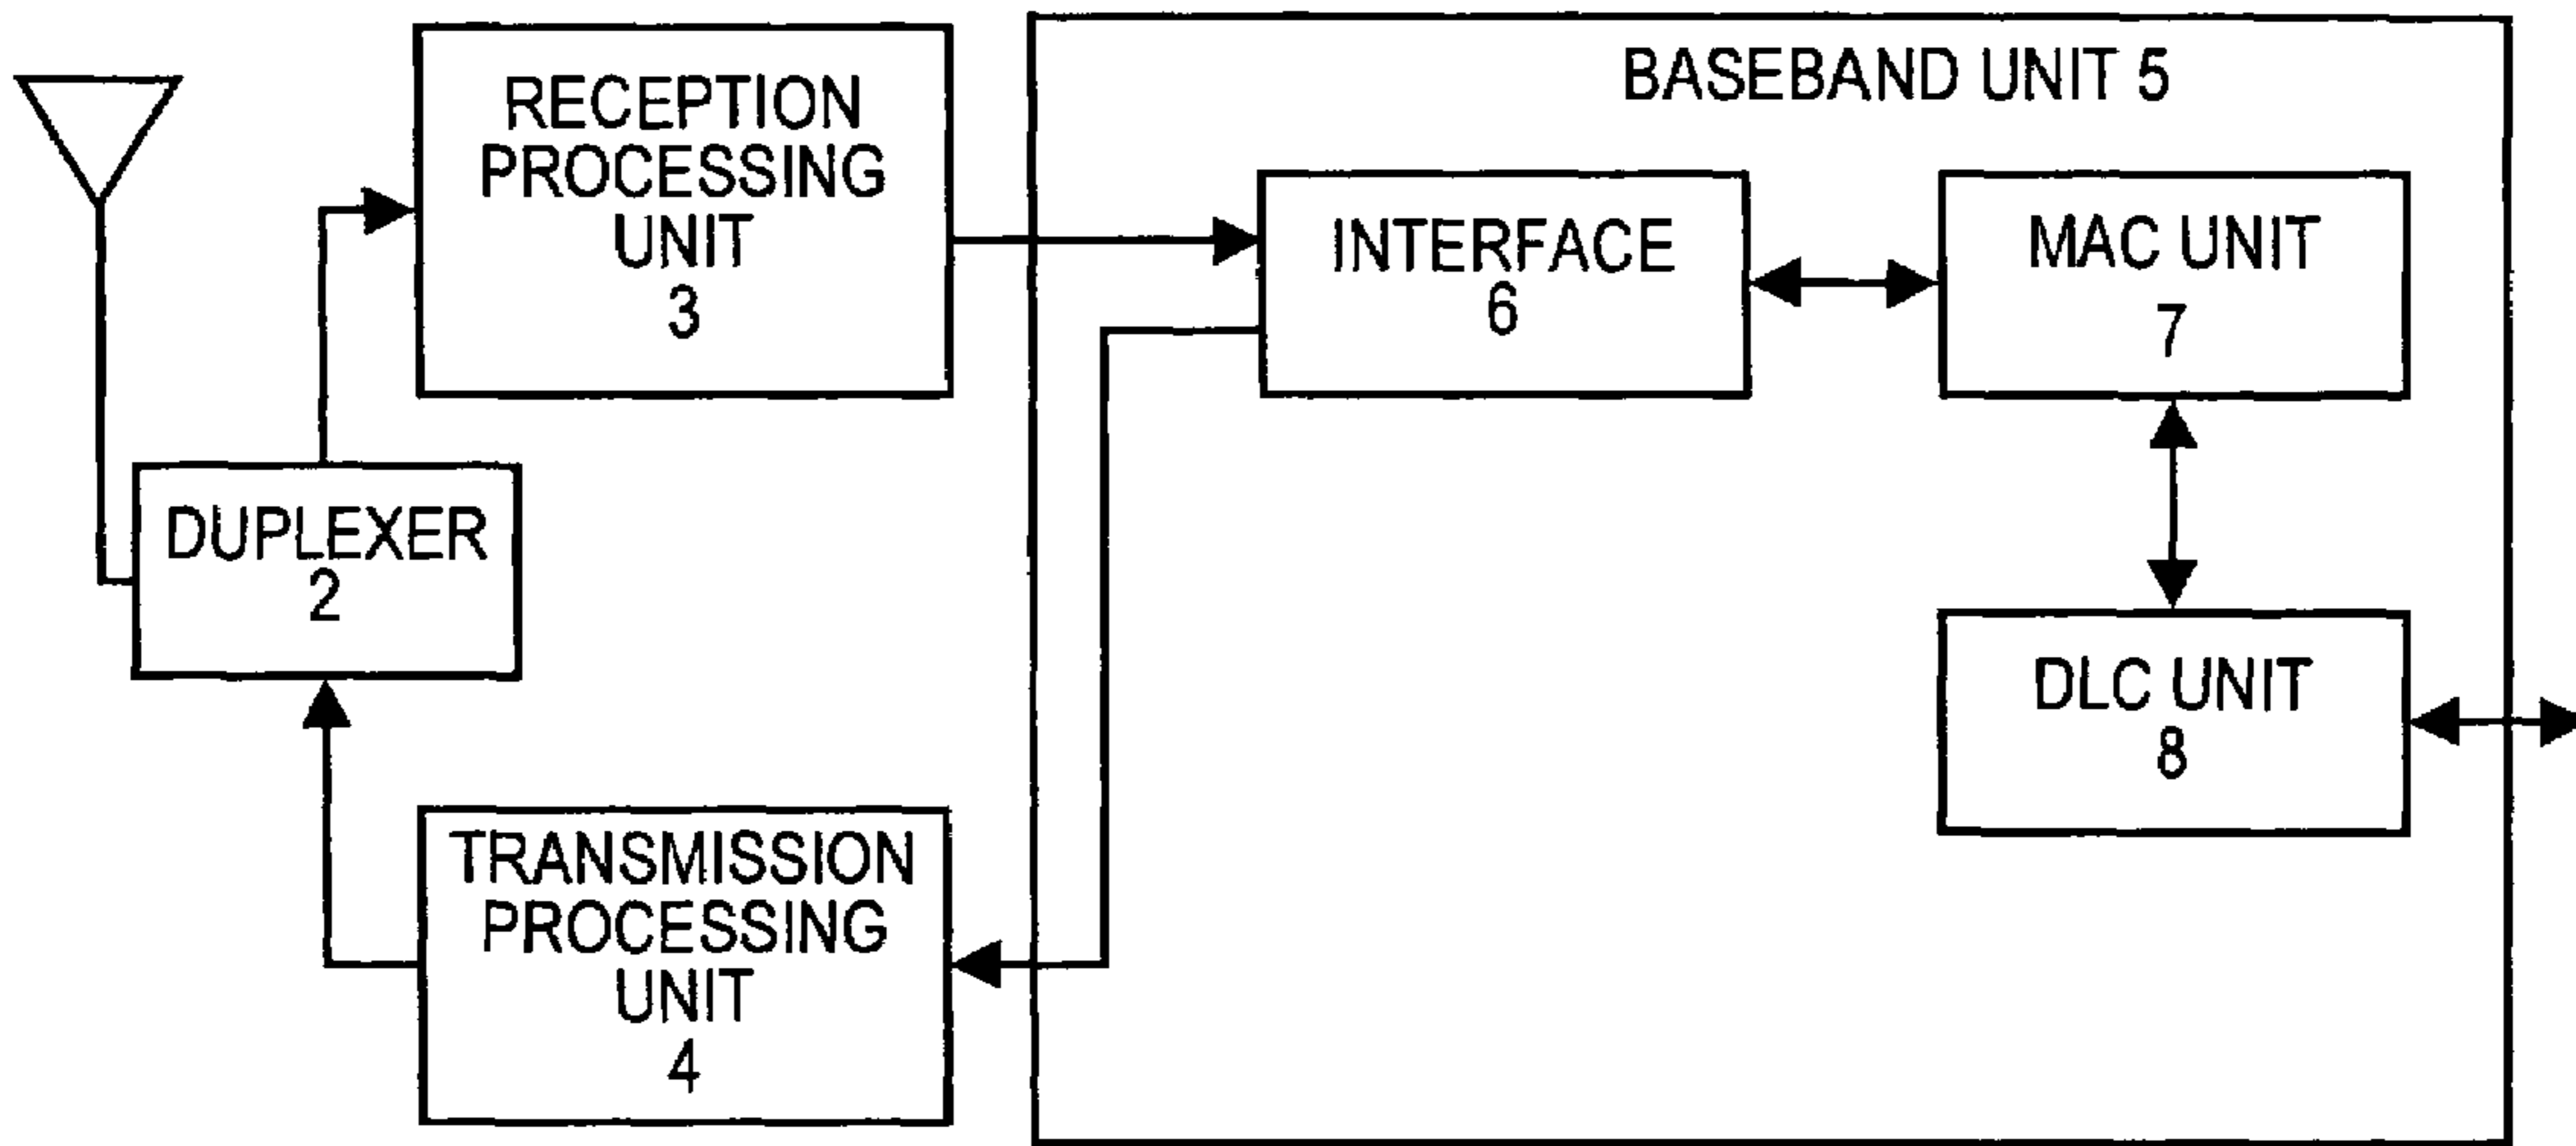 RECEPTION
PROCESSING
UNIT
3
BASEBAND UNIT 5
INTERFACE
6
MAC UNIT
7
DUPLEXER
2
DLC UNIT
8
TRANSMISSION
PROCESSING
UNIT
4